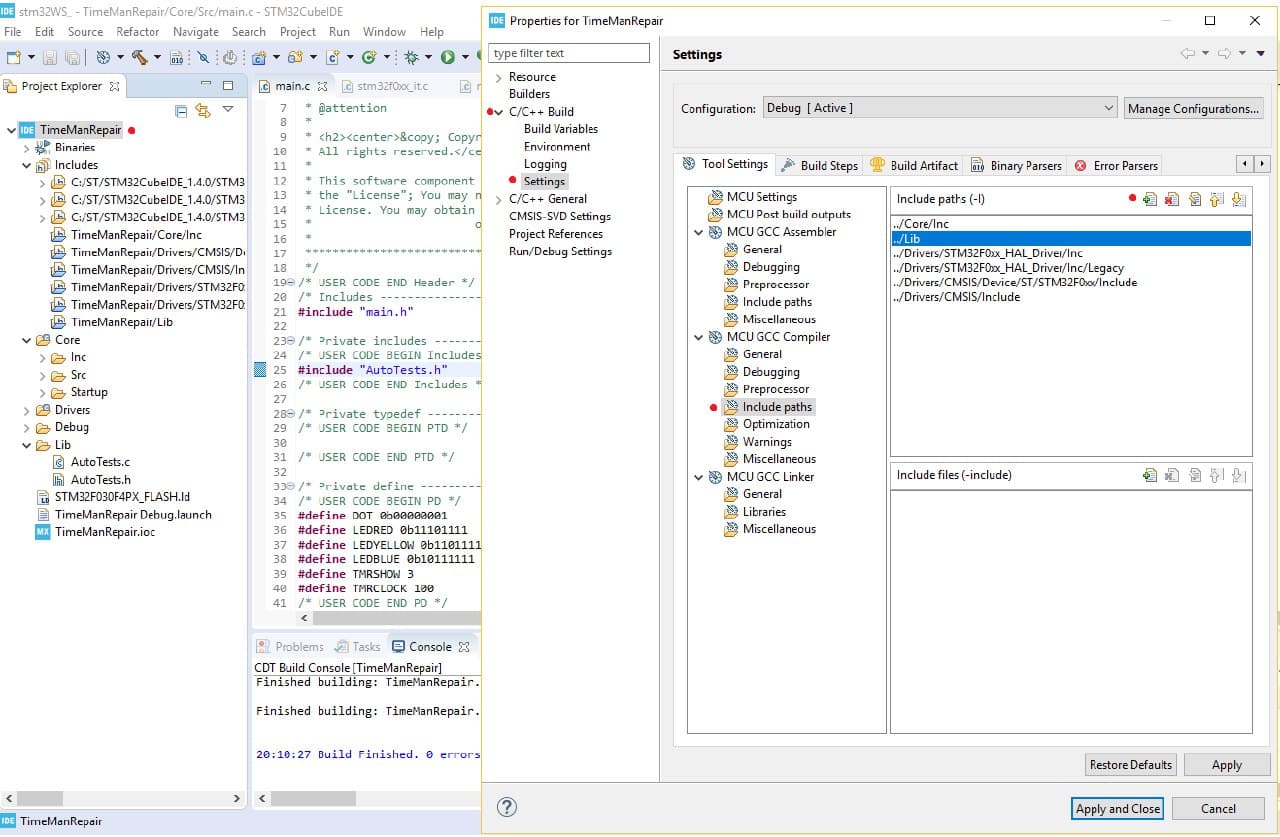 IDE stm32WS_ - TimeManRepair/Core/Src/main.c - STM32CubeIDE
File Edit Source Refactor Navigate Search Project Run Window Help
Project Explorer
IDE TimeManRepair
Binaries
Includes
C:/ST/STM32CubeIDE_1.4.0/STM3
C:/ST/STM32CubeIDE_1.4.0/STM3
C:/ST/STM32CubeIDE_1.4.0/STM3
TimeManRepair/Core/Inc
TimeManRepair/Drivers/CMSIS/De
TimeManRepair/Drivers/CMSIS/In
TimeManRepair/Drivers/STM32F0
TimeManRepair/Drivers/STM32F0
TimeManRepair/Lib
Core
Inc
Src
Startup
Drivers
Debug
Lib
AutoTests.c
AutoTests.h
STM32F030F4PX_FLASH.ld
TimeManRepair Debug.launch
MX TimeManRepair.ioc
main.c stm32f0xx_it.c
7 * @attention
8 *
9 * <h2><center>&copy; Copyr
10 * All rights reserved.</ce
11 *
12 * This software component
13 * the "License"; You may n
14 * License. You may obtain
15 * o
16 *
17 **************************
18 */
19 /* USER CODE END Header */
20 /* Includes ---------------
21 #include "main.h"
22
23 /* Private includes --------
24 /* USER CODE BEGIN Includes
25 #include "AutoTests.h"
26 /* USER CODE END Includes *
27
28 /* Private typedef ---------
29 /* USER CODE BEGIN PTD */
30
31 /* USER CODE END PTD */
32
33 /* Private define ----------
34 /* USER CODE BEGIN PD */
35 #define DOT 0b00000001
36 #define LEDRED 0b11101111
37 #define LEDYELLOW 0b1101111
38 #define LEDBLUE 0b10111111
39 #define TMRSHOW 3
40 #define TMRCLOCK 100
41 /* USER CODE END PD */
Problems Tasks Console
CDT Build Console [TimeManRepair]
Finished building: TimeManRepair.
Finished building: TimeManRepair.
20:10:27 Build Finished. 0 errors
IDE TimeManRepair
IDE Properties for TimeManRepair
type filter text
Resource
Builders
C/C++ Build
Build Variables
Environment
Logging
Settings
C/C++ General
CMSIS-SVD Settings
Project References
Run/Debug Settings
Settings
Configuration: Debug [ Active ] Manage Configurations...
Tool Settings Build Steps Build Artifact Binary Parsers Error Parsers
MCU Settings
MCU Post build outputs
MCU GCC Assembler
General
Debugging
Preprocessor
Include paths
Miscellaneous
MCU GCC Compiler
General
Debugging
Preprocessor
Include paths
Optimization
Warnings
Miscellaneous
MCU GCC Linker
General
Libraries
Miscellaneous
Include paths (-I)
../Core/Inc
../Lib
../Drivers/STM32F0xx_HAL_Driver/Inc
../Drivers/STM32F0xx_HAL_Driver/Inc/Legacy
../Drivers/CMSIS/Device/ST/STM32F0xx/Include
../Drivers/CMSIS/Include
Include files (-include)
Restore Defaults Apply
Apply and Close Cancel